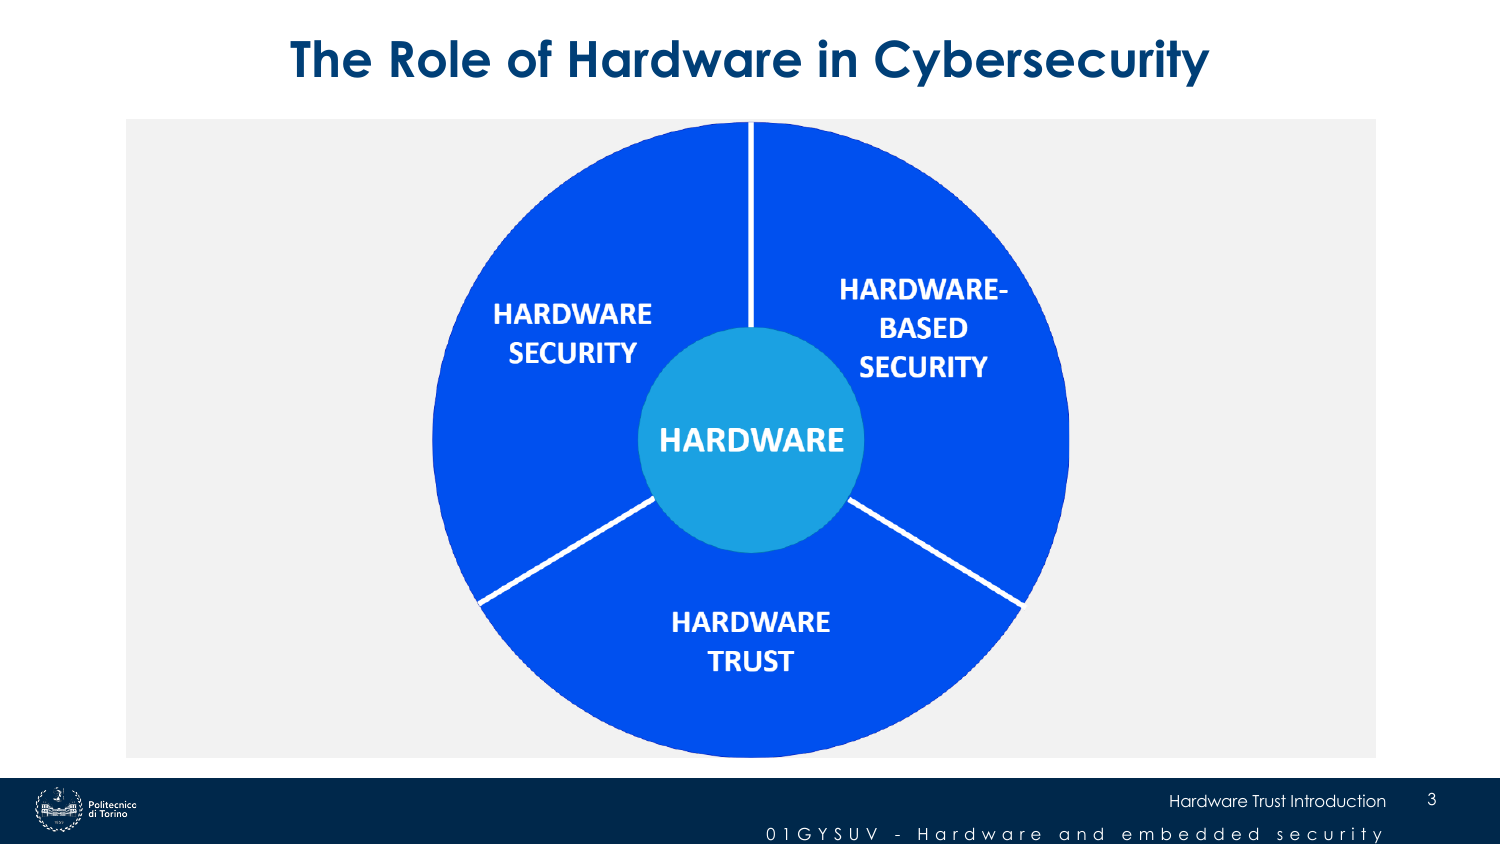 The Role of Hardware in Cybersecurity
HARDWARE
SECURITY
HARDWARE-
BASED
SECURITY
HARDWARE
HARDWARE
TRUST
Politecnico
di Torino
Hardware Trust Introduction
3
01GYSUV - Hardware and embedded security